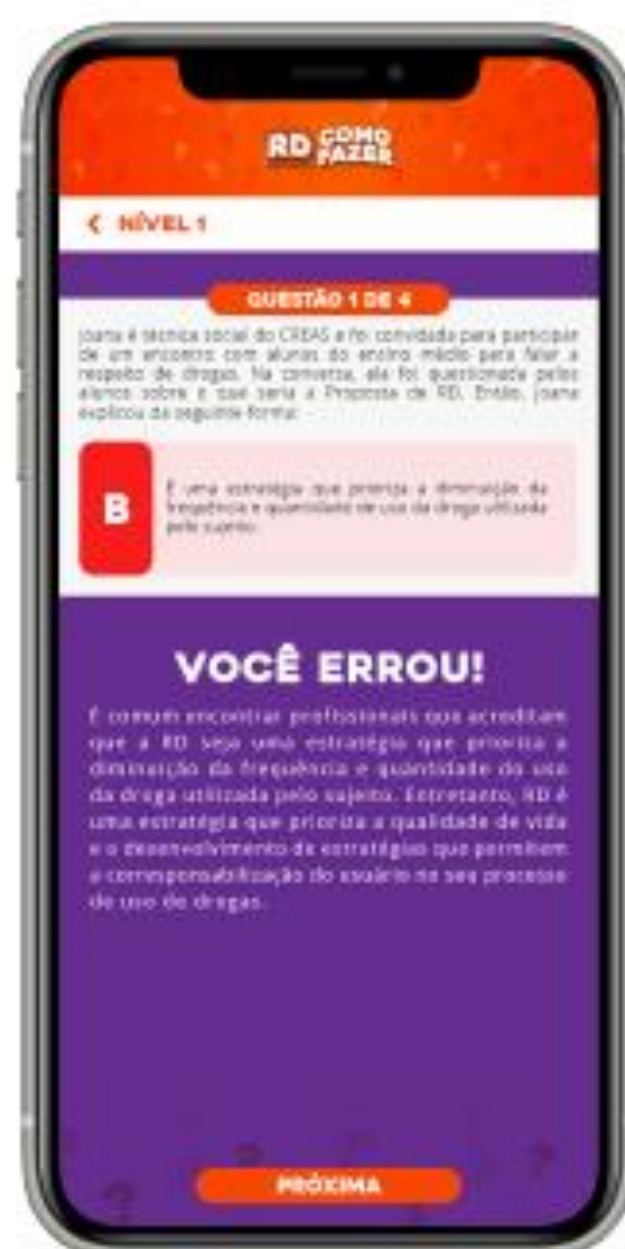 RD COMO FAZER
NÍVEL 1
QUESTÃO 1 DE 4
Joana é técnica social do CREAS e foi convidada para participar
de um encontro com alunos do ensino médio para falar a
respeito de drogas. Na conversa, ela foi questionada pelos
alunos sobre o que seria a Proposta de RD. Então, Joana
explicou da seguinte forma:
B
É uma estratégia que prioriza a diminuição da
frequência e quantidade de uso da droga utilizada
pelo sujeito.
VOCÊ ERROU!
É comum encontrar profissionais que acreditam
que a RD seja uma estratégia que prioriza a
diminuição da frequência e quantidade do uso
da droga utilizada pelo sujeito. Entretanto, RD é
uma estratégia que prioriza a qualidade de vida
e o desenvolvimento de estratégias que permitem
a corresponsabilização do usuário no seu processo
de uso de drogas.
PRÓXIMA